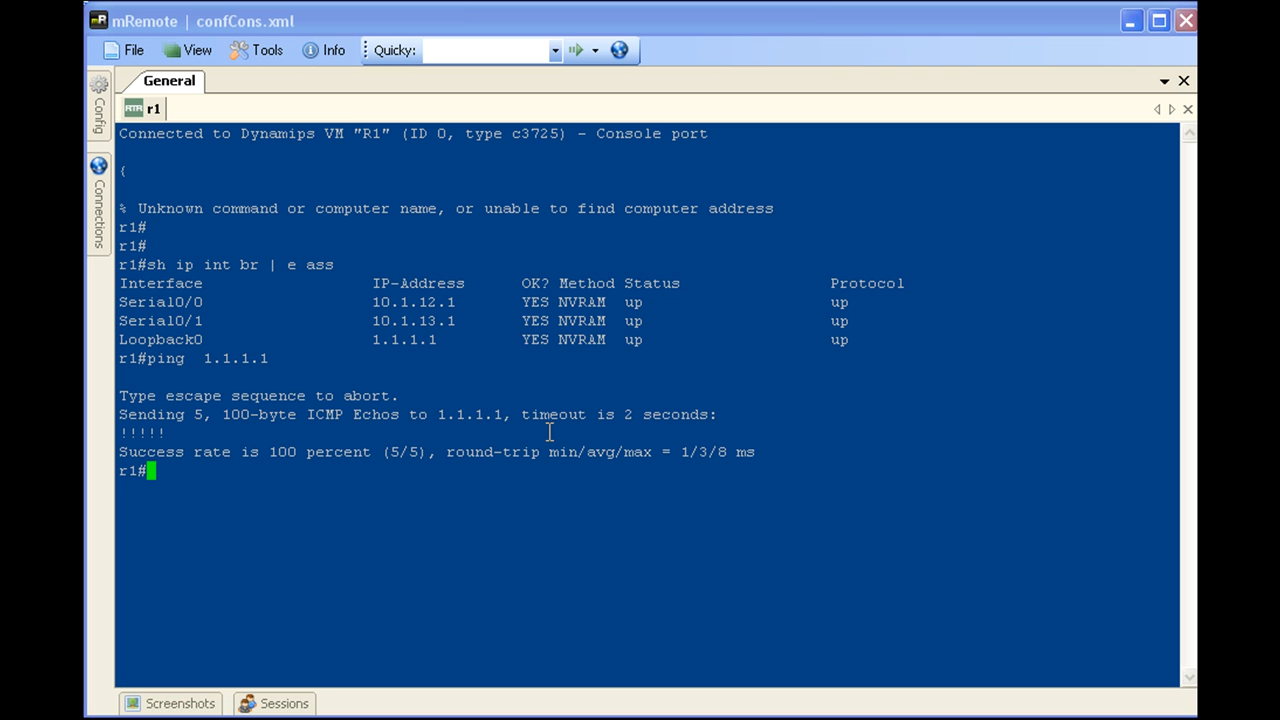 mRemote | confCons.xml
File View Tools Info Quicky:
General
RTR r1
Config
Connections
Connected to Dynamips VM "R1" (ID 0, type c3725) - Console port
{
% Unknown command or computer name, or unable to find computer address
r1#
r1#
r1#sh ip int br | e ass
Interface IP-Address OK? Method Status Protocol
Serial0/0 10.1.12.1 YES NVRAM up up
Serial0/1 10.1.13.1 YES NVRAM up up
Loopback0 1.1.1.1 YES NVRAM up up
r1#ping  1.1.1.1
Type escape sequence to abort.
Sending 5, 100-byte ICMP Echos to 1.1.1.1, timeout is 2 seconds:
!!!!!
Success rate is 100 percent (5/5), round-trip min/avg/max = 1/3/8 ms
r1#
Screenshots Sessions